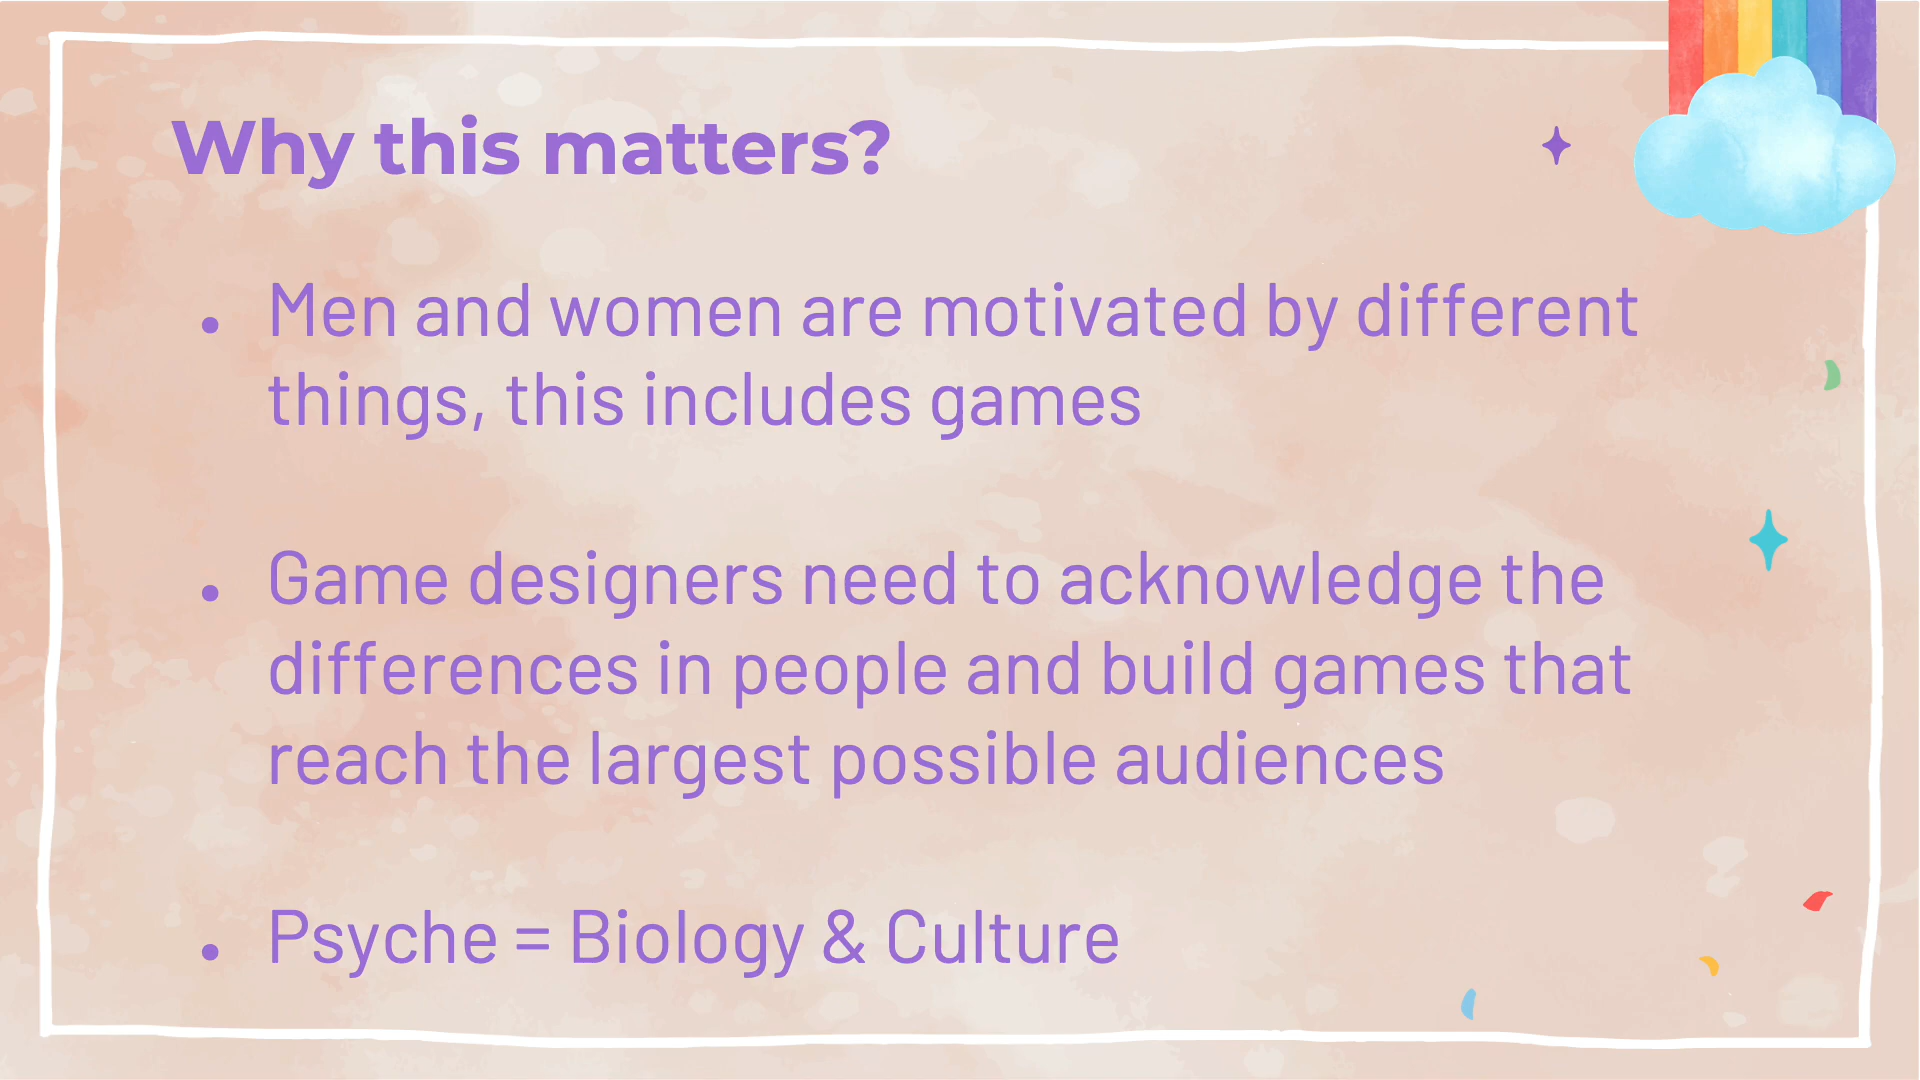 Why this matters?
• Men and women are motivated by different
things, this includes games
• Game designers need to acknowledge the
differences in people and build games that
reach the largest possible audiences
• Psyche = Biology & Culture